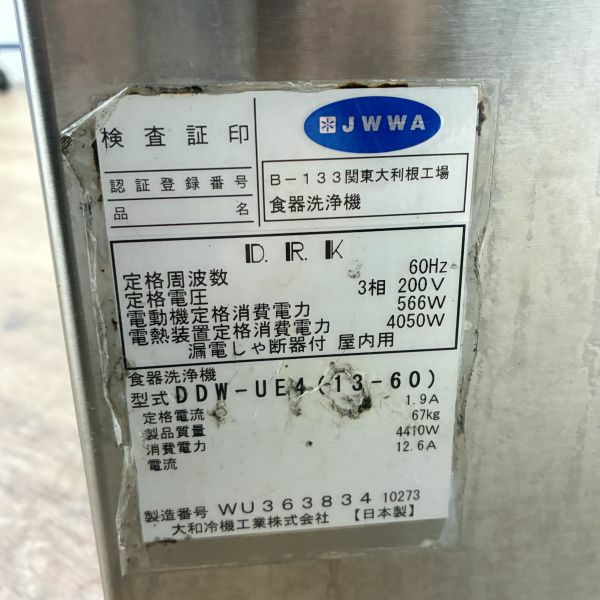 検査証印
JWWA
認証登録番号
B-133関東大利根工場
品名
食器洗浄機
D.R.K
定格周波数 60Hz
定格電圧 3相 200V
電動機定格消費電力 566W
電熱装置定格消費電力 4050W
漏電しゃ断器付 屋内用
食器洗浄機
型式 DDW-UE4(13-60)
定格電流 1.9A
製品質量 67kg
消費電力 4410W
電流 12.6A
製造番号 WU363834 10273
大和冷機工業株式会社 【日本製】